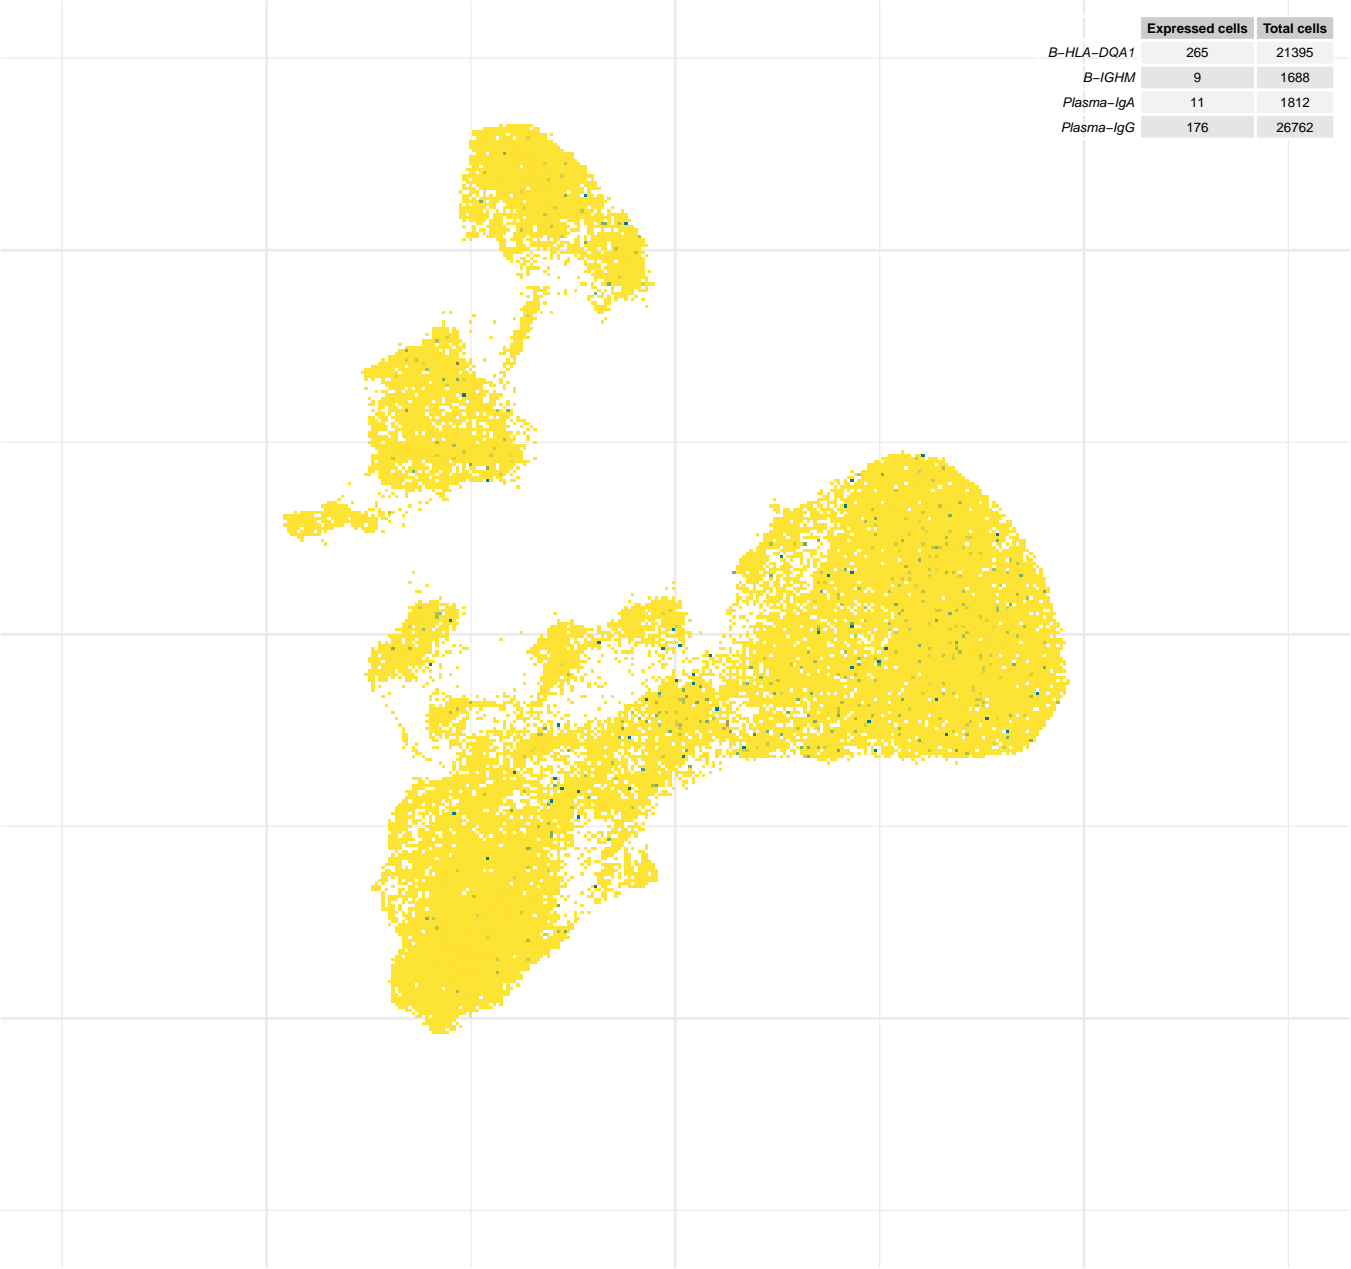 Expressed cells Total cells
B−HLA−DQA1 265 21395
B−IGHM 9 1688
Plasma−IgA 11 1812
Plasma−IgG 176 26762